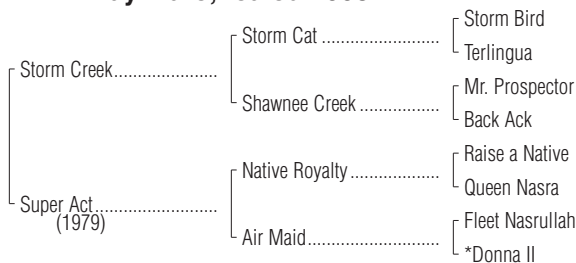 Storm Bird
Storm Cat
Terlingua
Storm Creek
Mr. Prospector
Shawnee Creek
Back Ack
Raise a Native
Native Royalty
Queen Nasra
Super Act
(1979)
Fleet Nasrullah
Air Maid
*Donna II